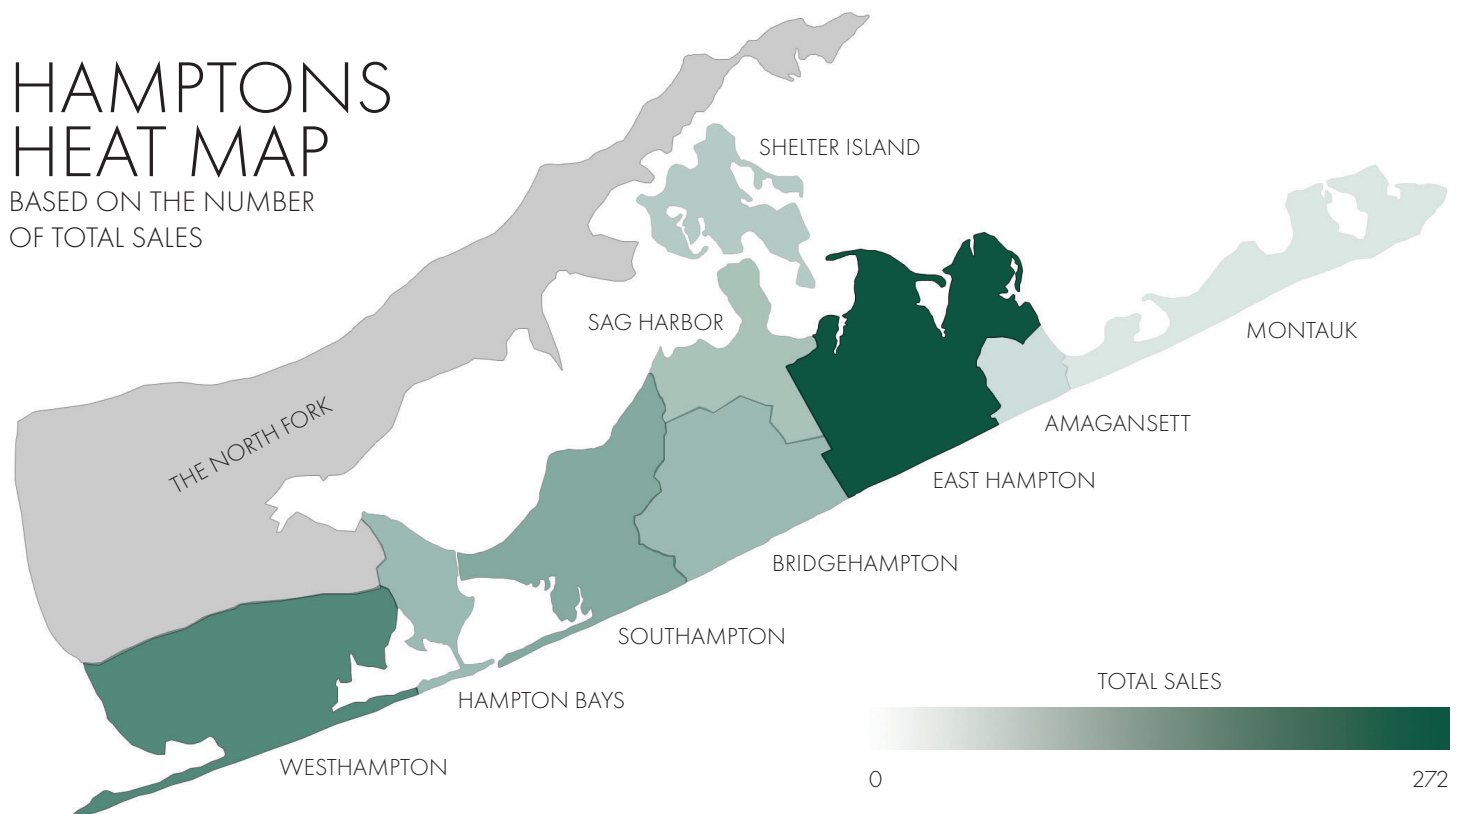 HAMPTONS
HEAT MAP
BASED ON THE NUMBER
OF TOTAL SALES
SHELTER ISLAND
SAG HARBOR
MONTAUK
THE NORTH FORK
AMAGANSETT
EAST HAMPTON
BRIDGEHAMPTON
SOUTHAMPTON
HAMPTON BAYS
WESTHAMPTON
TOTAL SALES
0
272